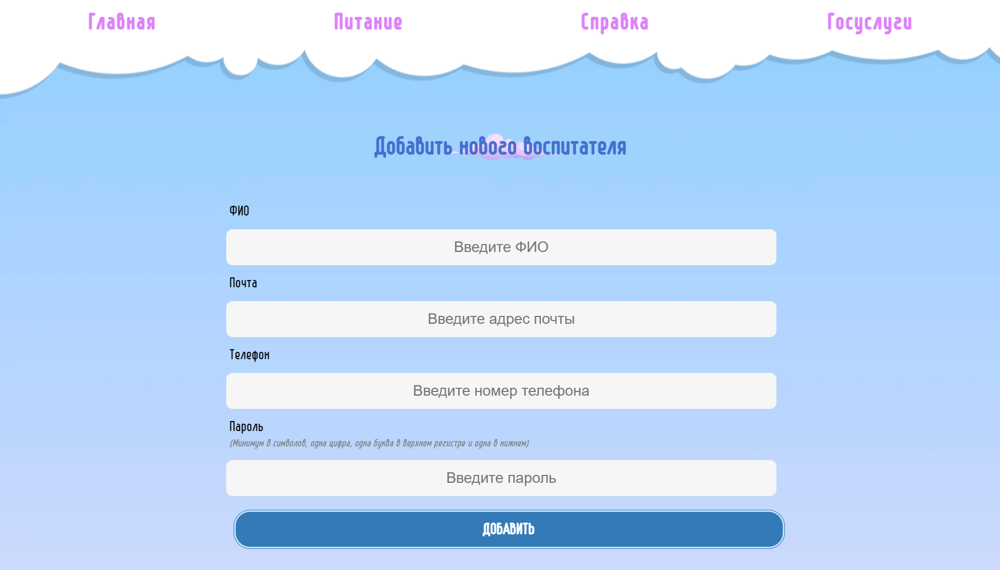 Главная Питание Справка Госуслуги
Добавить нового воспитателя
ФИО
Введите ФИО
Почта
Введите адрес почты
Телефон
Введите номер телефона
Пароль
(Минимум 8 символов, одна цифра, одна буква в верхнем регистре и одна в нижнем)
Введите пароль
ДОБАВИТЬ